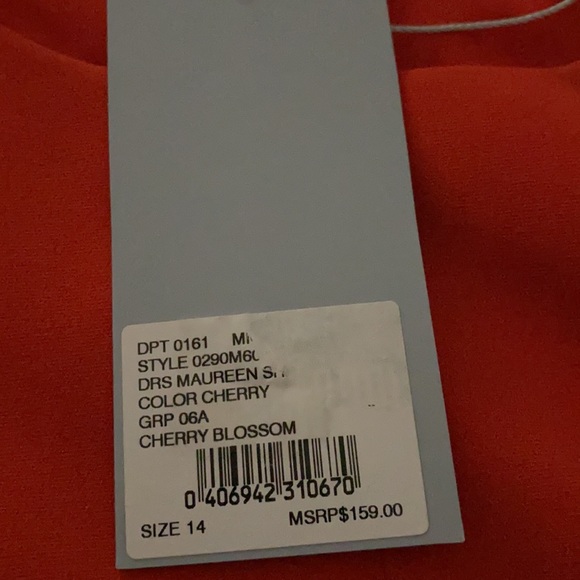 DPT 0161
STYLE 0290M6
DRS MAUREEN
COLOR CHERRY
GRP 06A
CHERRY BLOSSOM
0 406942 310670
SIZE 14 MSRP$159.00